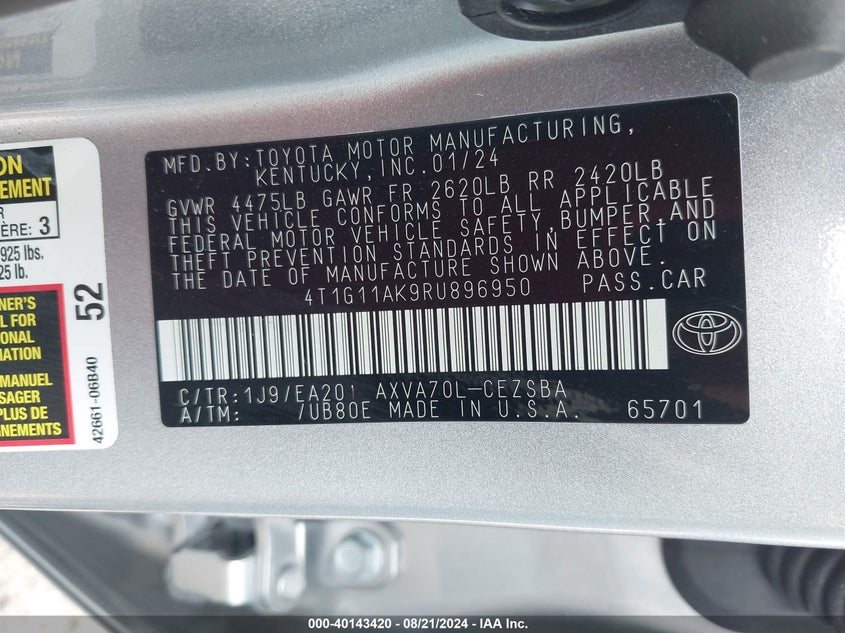 ON
EMENT
R
ÈRE: 3
925 lbs.
25 lb.
NER'S
L FOR
ONAL
MATION
MANUEL
SAGER
PLUS DE
GNEMENTS
52
42661-06B40
MFD.BY:TOYOTA MOTOR MANUFACTURING,
KENTUCKY,INC.01/24
GVWR 4475LB GAWR FR 2620LB RR 2420LB
THIS VEHICLE CONFORMS TO ALL APPLICABLE
FEDERAL MOTOR VEHICLE SAFETY,BUMPER,AND
THEFT PREVENTION STANDARDS IN EFFECT ON
THE DATE OF MANUFACTURE SHOWN ABOVE.
4T1G11AK9RU896950 PASS.CAR
C/TR:1J9/EA20 AXVA70L-CEZSBA
A/TM: /UB80E MADE IN U.S.A. 65701
000-40143420 - 08/21/2024 - IAA Inc.